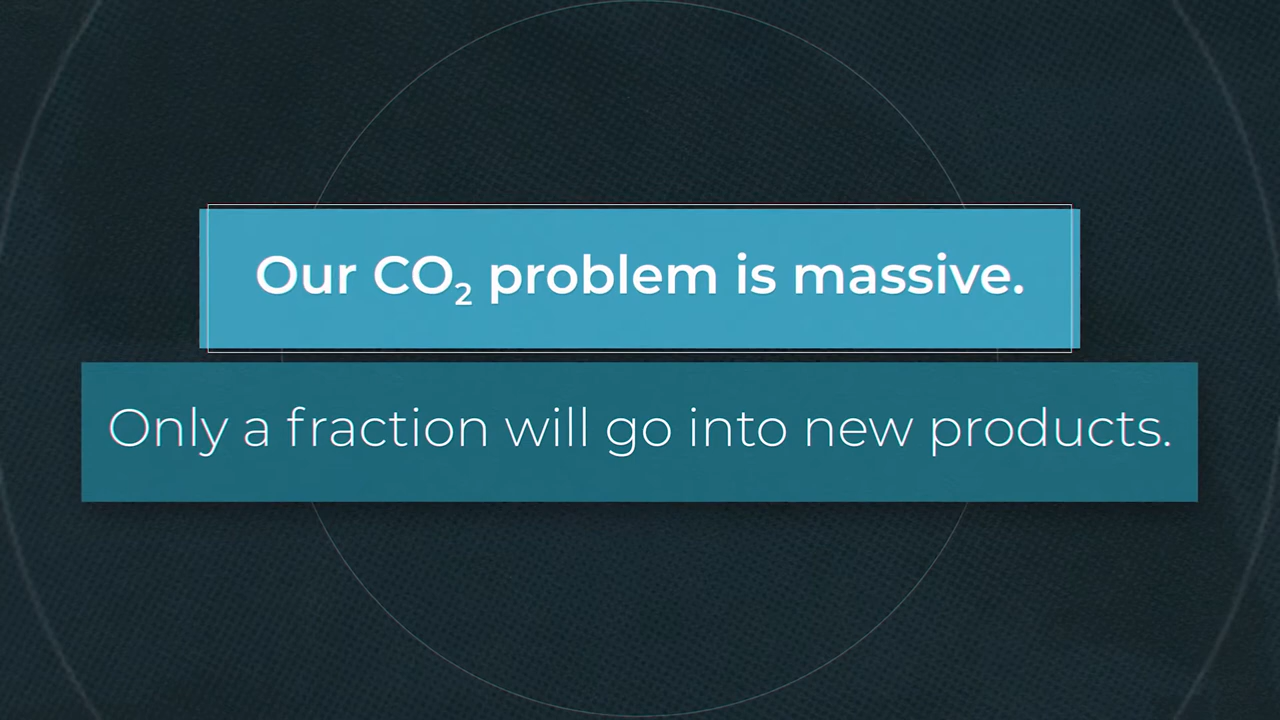 Our CO₂ problem is massive.
Only a fraction will go into new products.